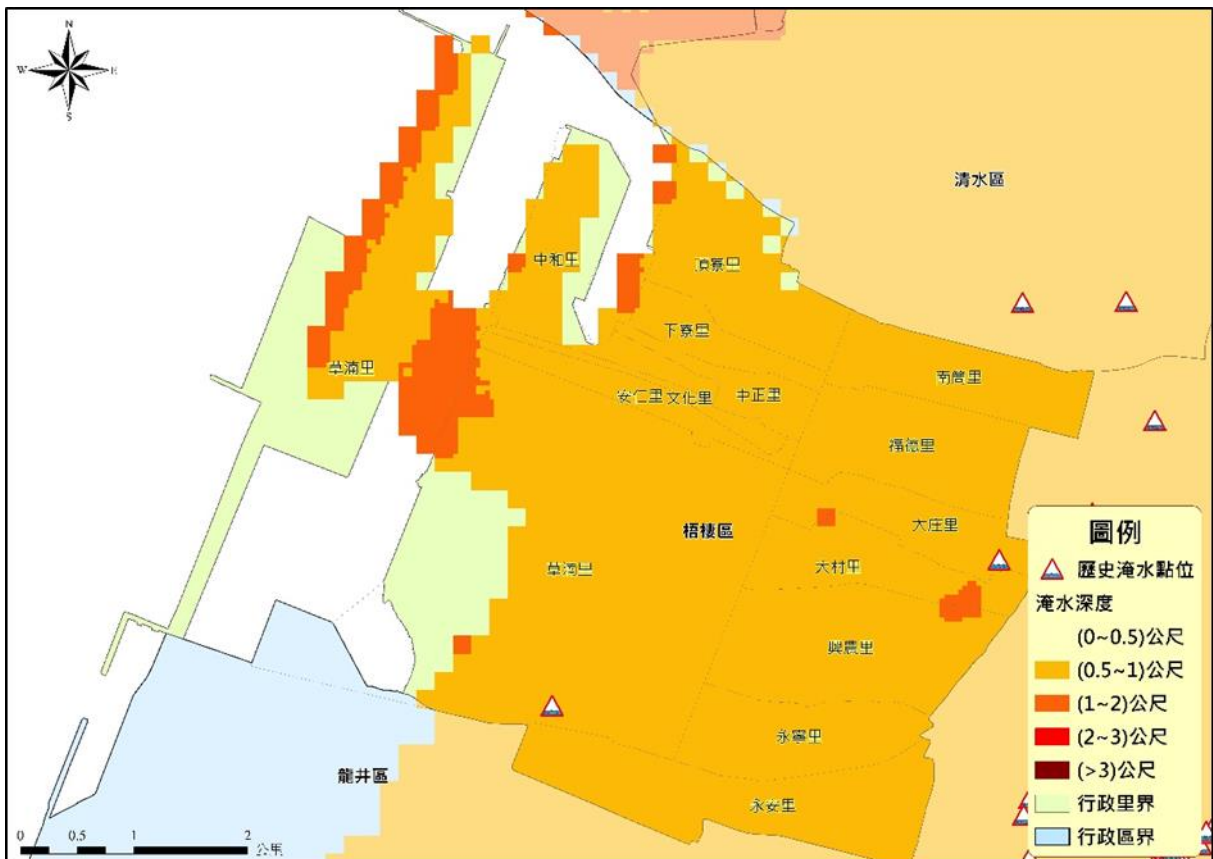 N
W
E
S
清水區
中和里
頂寮里
下寮里
草湳里
南簡里
安仁里
文化里
中正里
福德里
大庄里
梧棲區
草湳里
大村里
興農里
永寧里
龍井區
永安里
圖例
歷史淹水點位
淹水深度
(0~0.5)公尺
(0.5~1)公尺
(1~2)公尺
(2~3)公尺
(>3)公尺
行政里界
行政區界
0 0.5 1 2
公里